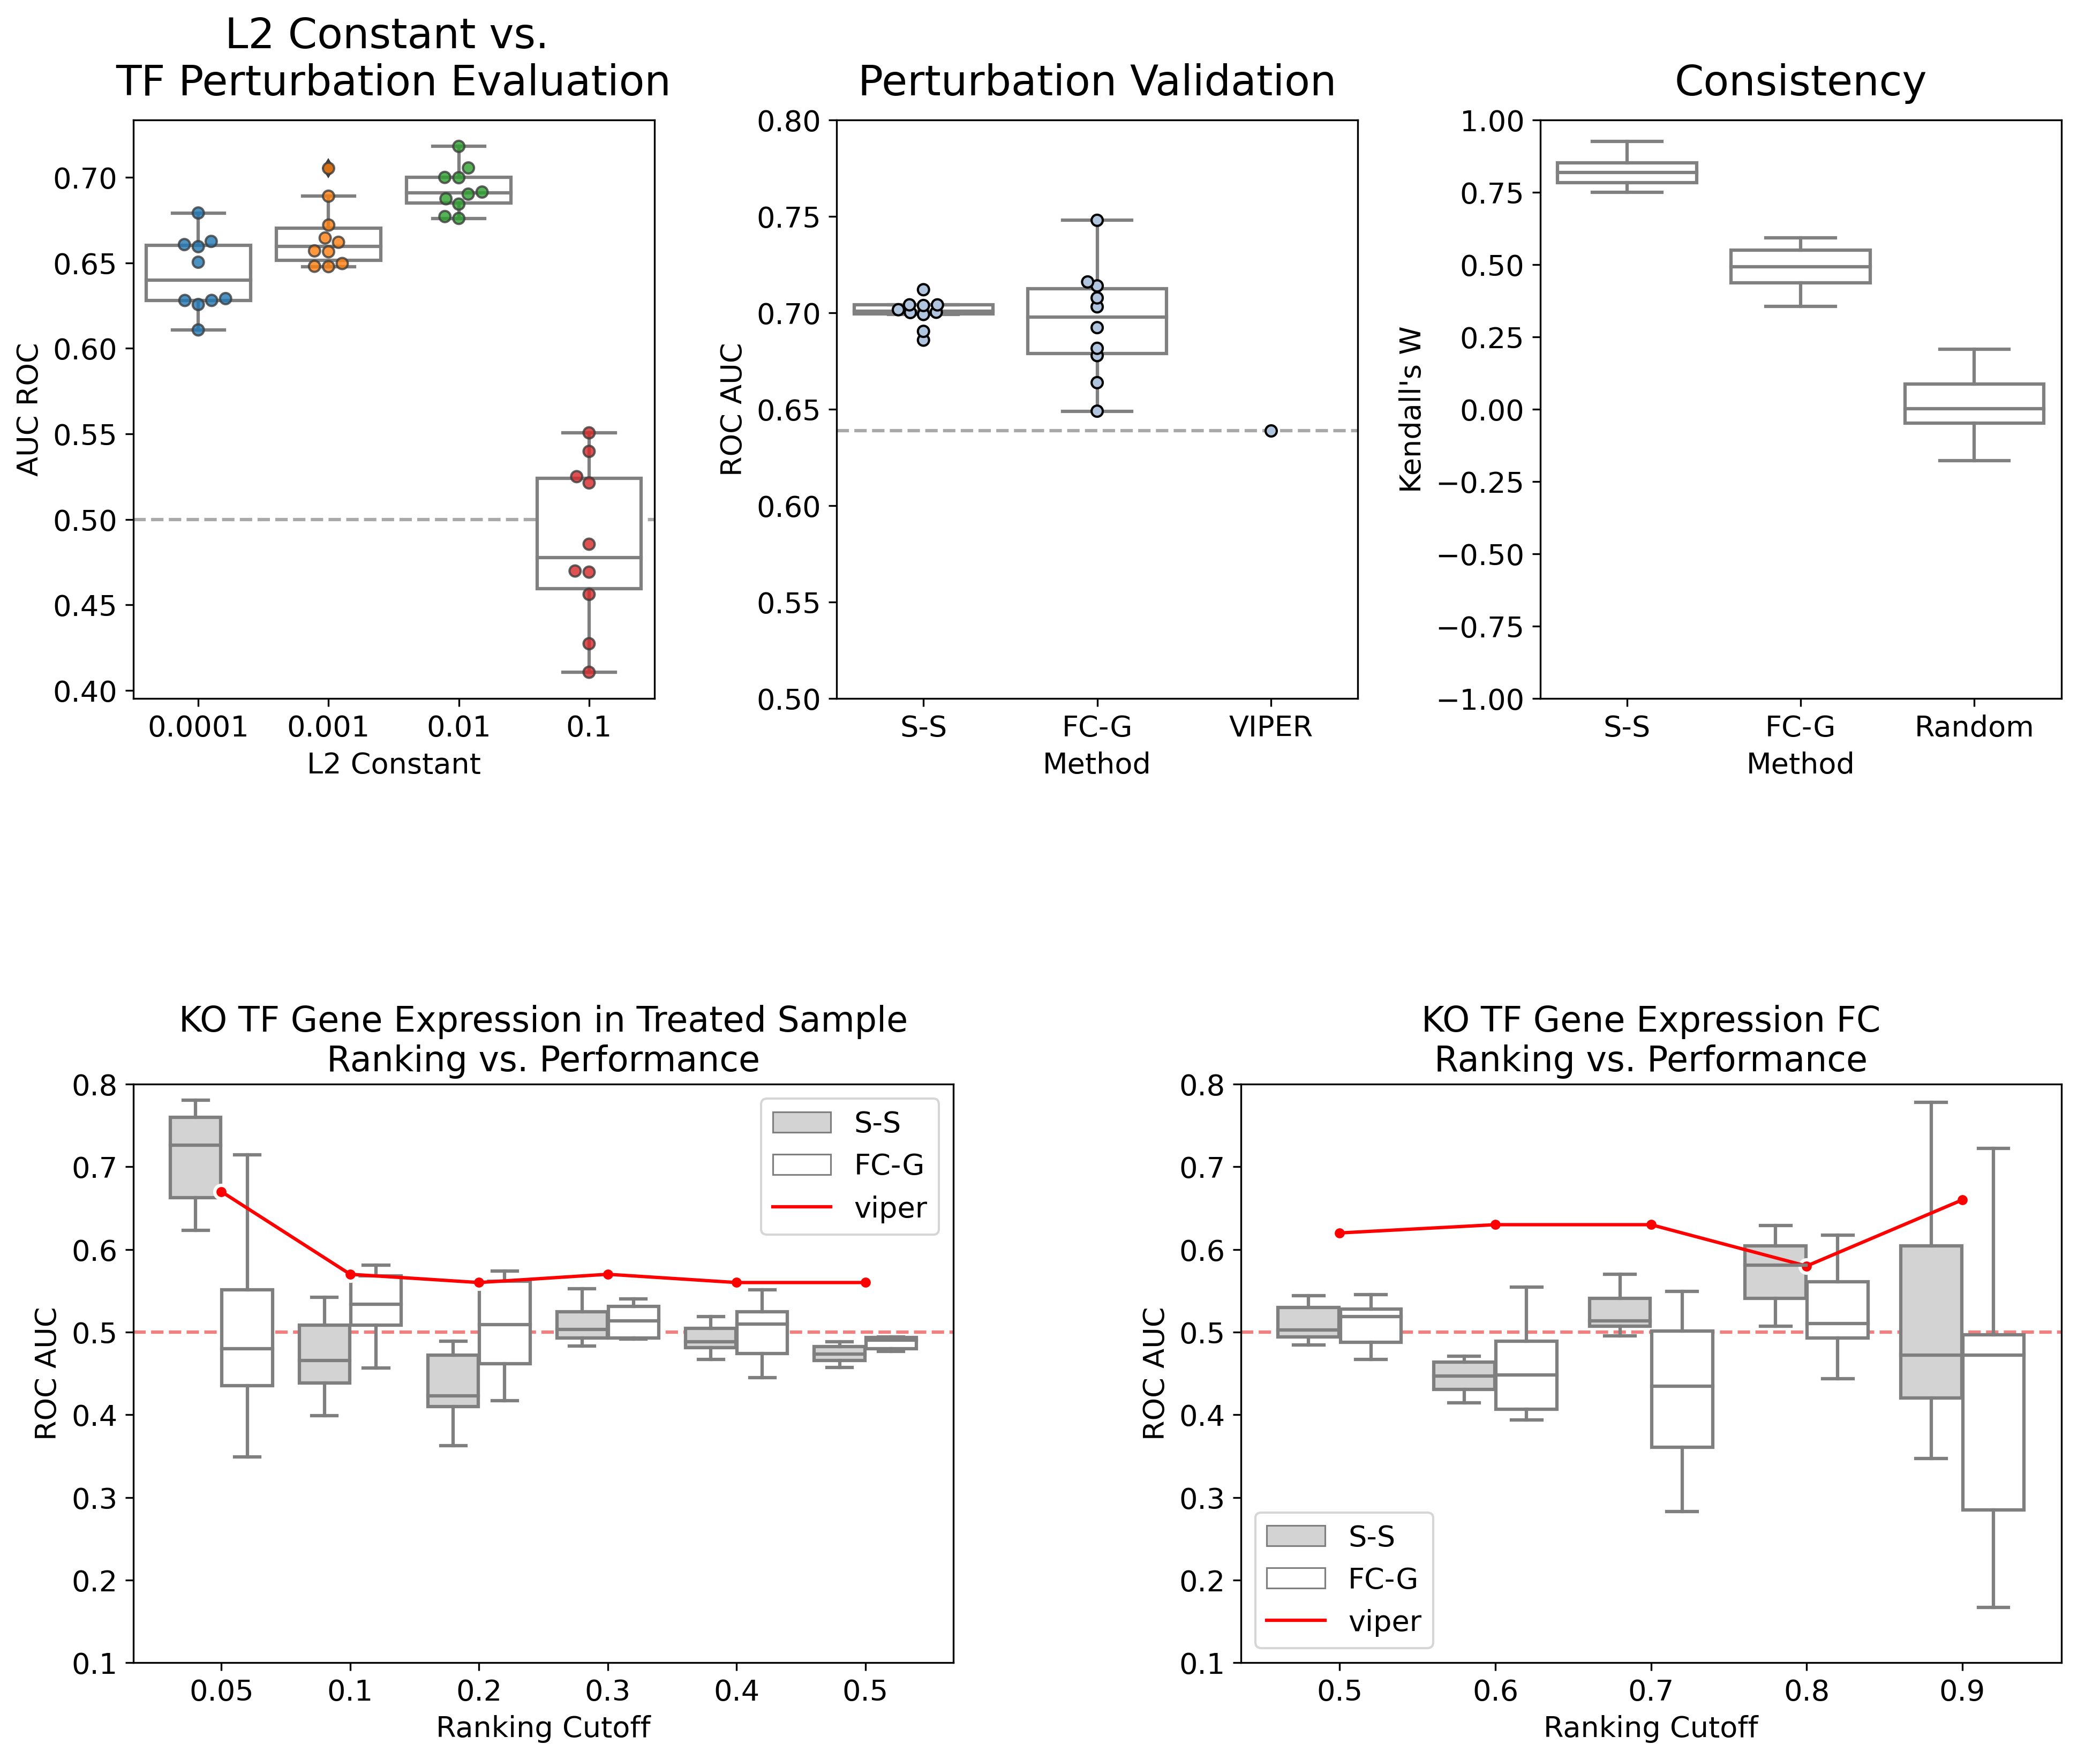 L2 Constant vs.
TF Perturbation Evaluation
AUC ROC
0.70
0.65
0.60
0.55
0.50
0.45
0.40
0.0001 0.001 0.01 0.1
L2 Constant
Perturbation Validation
ROC AUC
0.80
0.75
0.70
0.65
0.60
0.55
0.50
S-S FC-G VIPER
Method
Consistency
Kendall's W
1.00
0.75
0.50
0.25
0.00
−0.25
−0.50
−0.75
−1.00
S-S FC-G Random
Method
KO TF Gene Expression in Treated Sample
Ranking vs. Performance
ROC AUC
0.8
0.7
0.6
0.5
0.4
0.3
0.2
0.1
S-S
FC-G
viper
0.05 0.1 0.2 0.3 0.4 0.5
Ranking Cutoff
KO TF Gene Expression FC
Ranking vs. Performance
ROC AUC
0.8
0.7
0.6
0.5
0.4
0.3
0.2
0.1
S-S
FC-G
viper
0.5 0.6 0.7 0.8 0.9
Ranking Cutoff